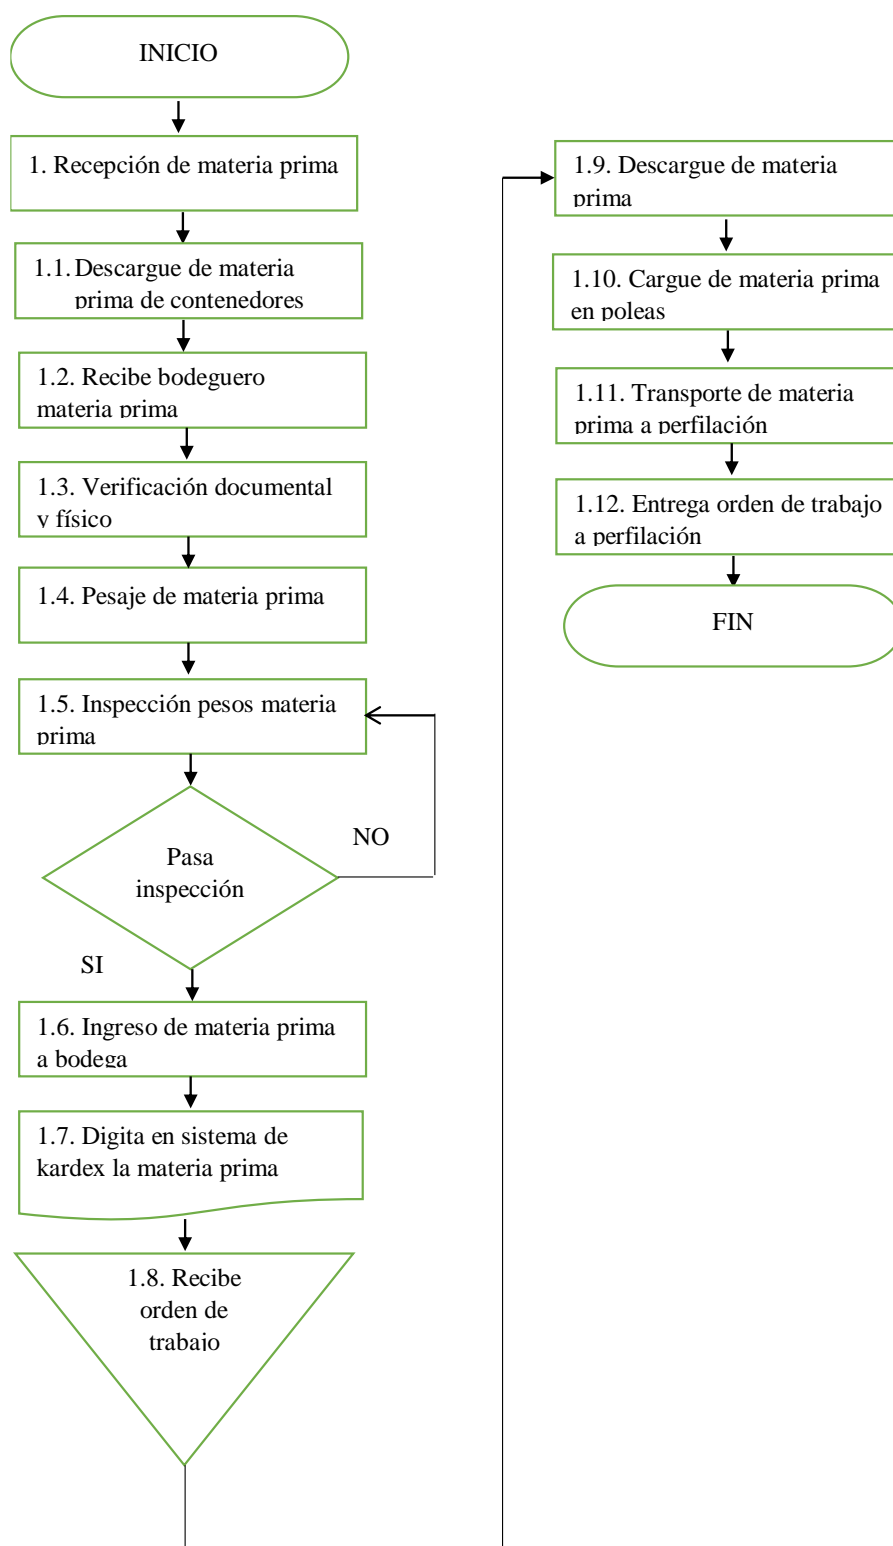 INICIO
1. Recepción de materia prima
1.1. Descargue de materia
prima de contenedores
1.2. Recibe bodeguero
materia prima
1.3. Verificación documental
y físico
1.4. Pesaje de materia prima
1.5. Inspección pesos materia
prima
NO
Pasa
inspección
SI
1.6. Ingreso de materia prima
a bodega
1.7. Digita en sistema de
kardex la materia prima
1.8. Recibe
orden de
trabajo
1.9. Descargue de materia
prima
1.10. Cargue de materia prima
en poleas
1.11. Transporte de materia
prima a perfilación
1.12. Entrega orden de trabajo
a perfilación
FIN